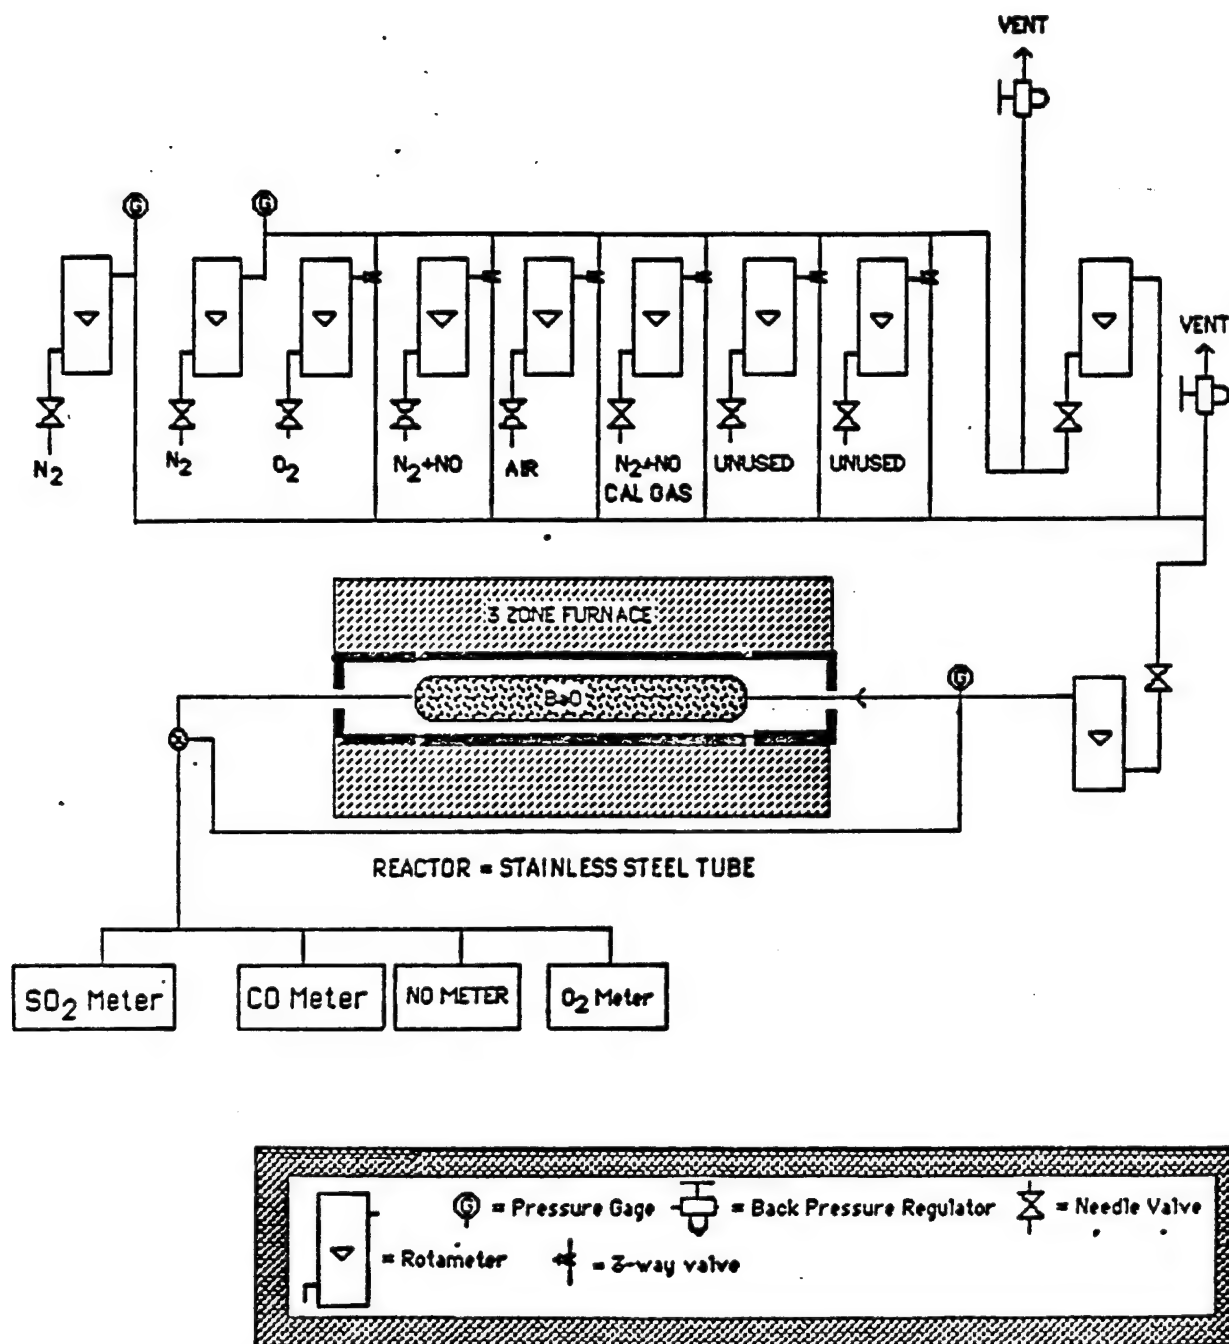 VENT
G
G
VENT
N2
N2
O2
N2+NO
AIR
N2+NO
CAL GAS
UNUSED
UNUSED
3 ZONE FURNACE
G
REACTOR = STAINLESS STEEL TUBE
SO2 Meter
CO Meter
NO METER
O2 Meter
G = Pressure Gage
= Back Pressure Regulator
= Needle Valve
= Rotameter
= 3-way valve